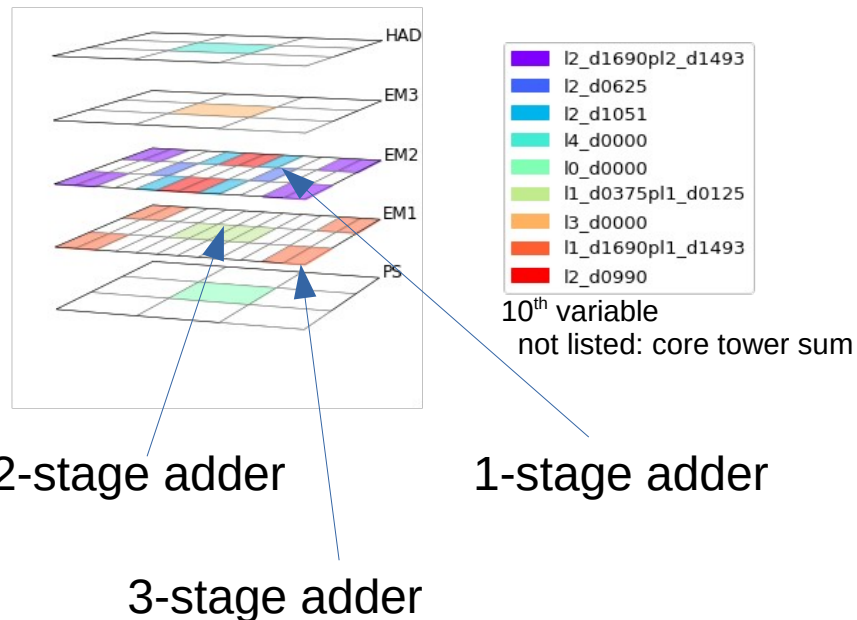 HAD
EM3
EM2
EM1
PS
l2_d1690pl2_d1493
l2_d0625
l2_d1051
l4_d0000
l0_d0000
l1_d0375pl1_d0125
l3_d0000
l1_d1690pl1_d1493
l2_d0990
10th variable
not listed: core tower sum
2-stage adder
1-stage adder
3-stage adder